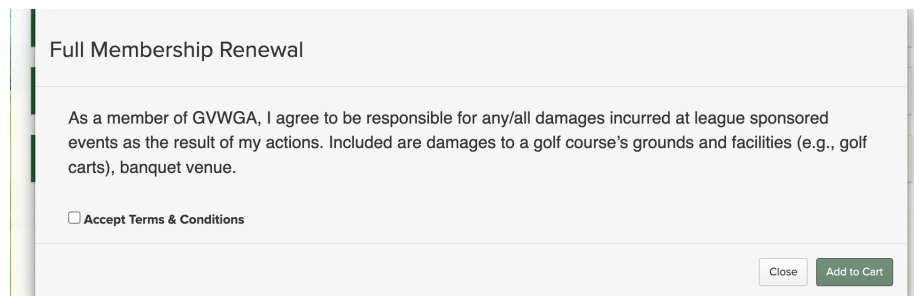 Full Membership Renewal
As a member of GVWGA, I agree to be responsible for any/all damages incurred at league sponsored
events as the result of my actions. Included are damages to a golf course’s grounds and facilities (e.g., golf
carts), banquet venue.
Accept Terms & Conditions
Close
Add to Cart